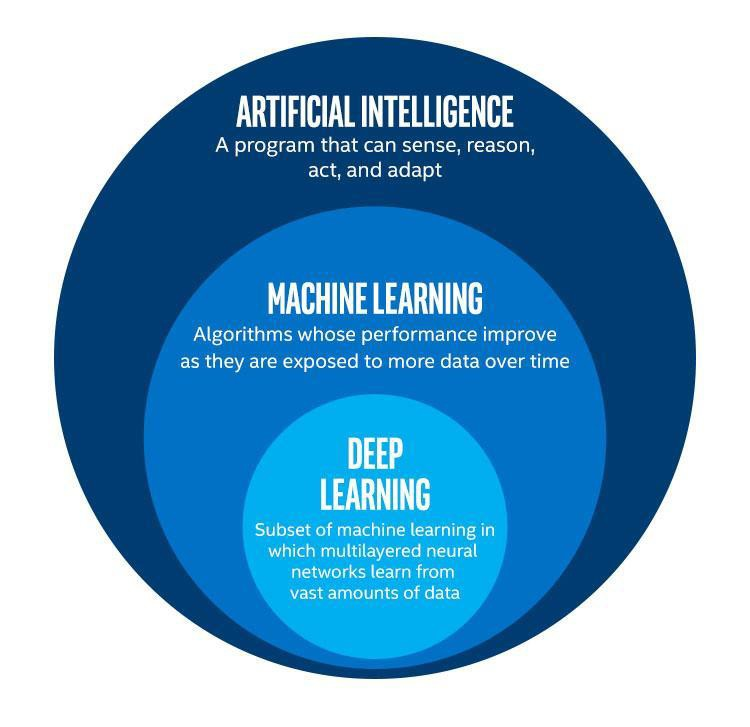 ARTIFICIAL INTELLIGENCE
A program that can sense, reason,
act, and adapt
MACHINE LEARNING
Algorithms whose performance improve
as they are exposed to more data over time
DEEP
LEARNING
Subset of machine learning in
which multilayered neural
networks learn from
vast amounts of data